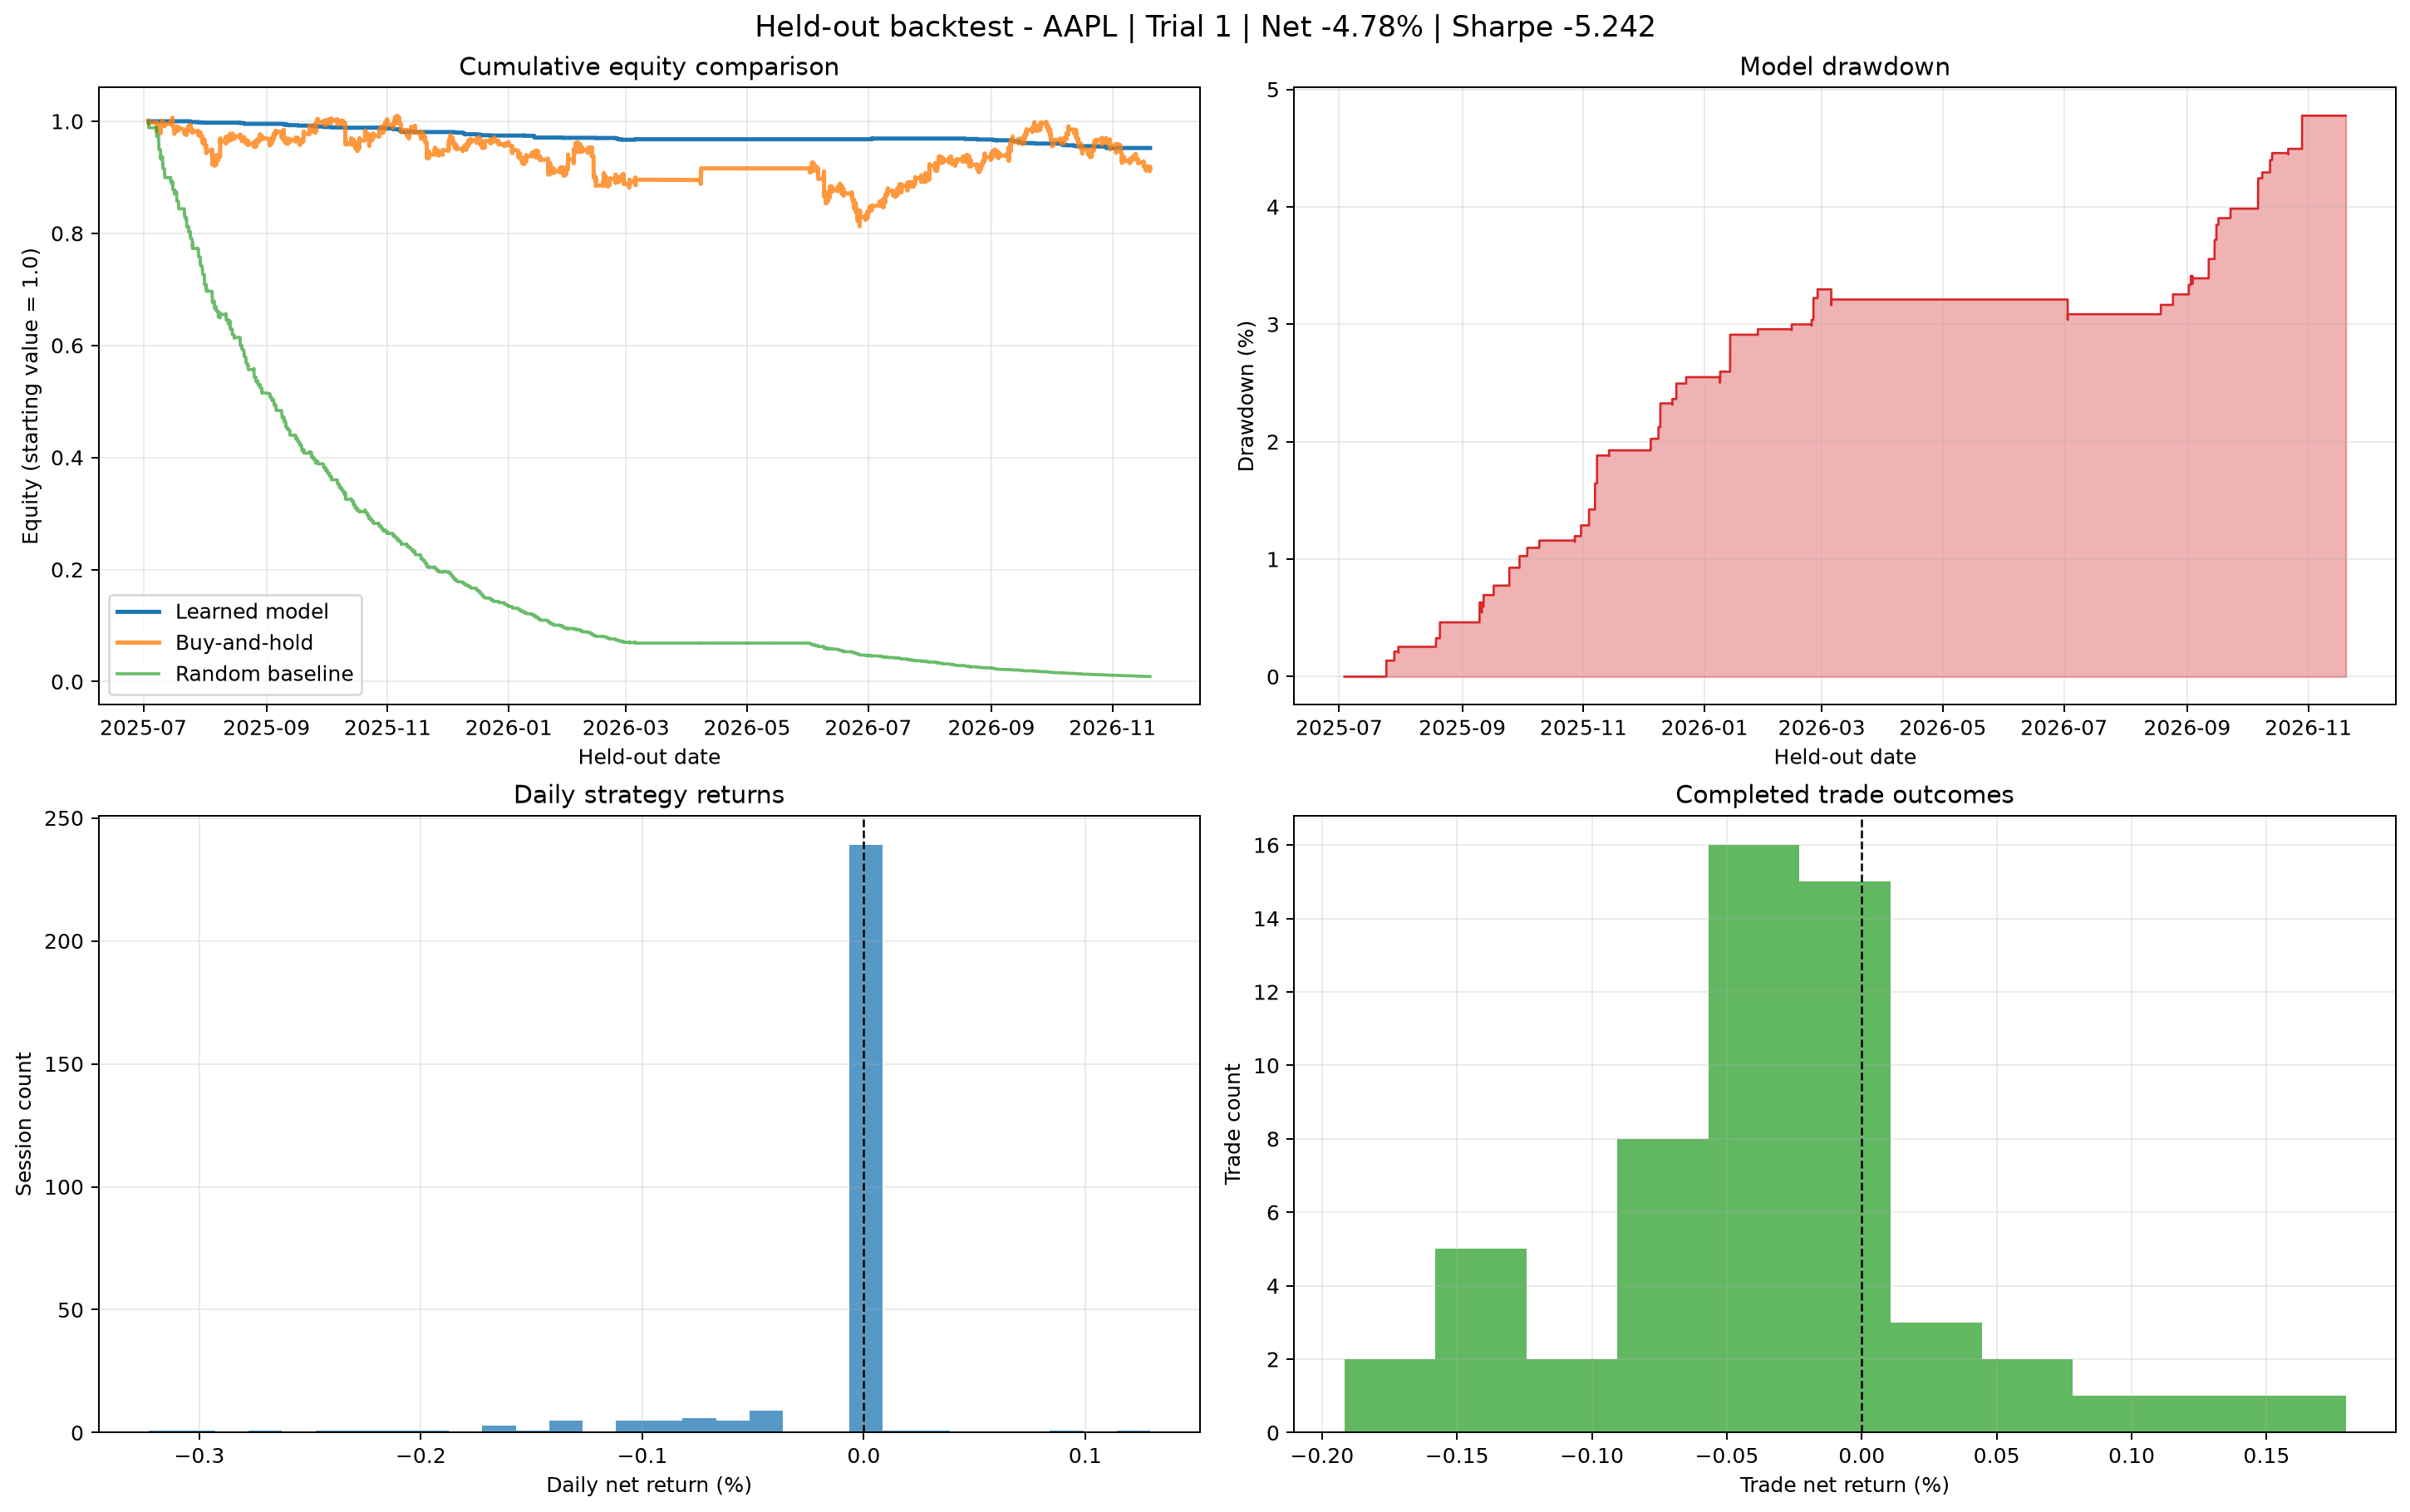 Held-out backtest - AAPL | Trial 1 | Net -4.78% | Sharpe -5.242
Cumulative equity comparison
Equity (starting value = 1.0)
1.0
0.8
0.6
0.4
0.2
0.0
Learned model
Buy-and-hold
Random baseline
2025-07 2025-09 2025-11 2026-01 2026-03 2026-05 2026-07 2026-09 2026-11
Held-out date
Model drawdown
Drawdown (%)
5
4
3
2
1
0
2025-07 2025-09 2025-11 2026-01 2026-03 2026-05 2026-07 2026-09 2026-11
Held-out date
Daily strategy returns
Session count
250
200
150
100
50
0
−0.3 −0.2 −0.1 0.0 0.1
Daily net return (%)
Completed trade outcomes
Trade count
16
14
12
10
8
6
4
2
0
−0.20 −0.15 −0.10 −0.05 0.00 0.05 0.10 0.15
Trade net return (%)